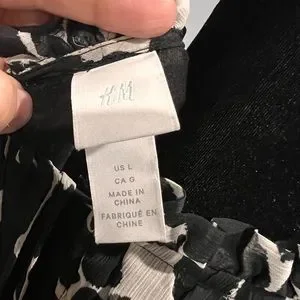 H&M
US L
CA G
MADE IN
CHINA
FABRIQUÉ EN
CHINE